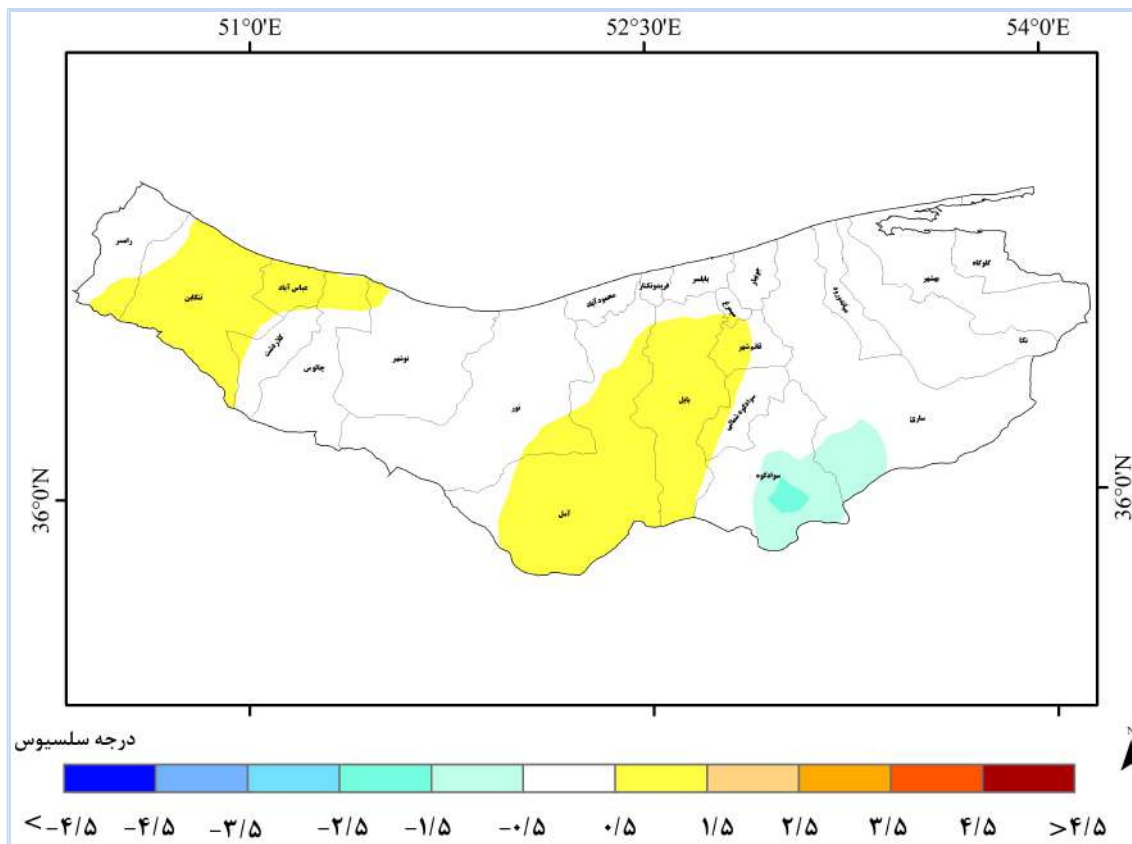 51°0'E 52°30'E 54°0'E
رامسر
تنکابن
عباس آباد
کلاردشت
چالوس
نوشهر
نور
محمود آباد
فریدونکنار
بابلسر
جویبار
سیمرغ
قائم شهر
بابل
آمل
سوادکوه شمالی
سوادکوه
میاندورود
بهشهر
گلوگاه
نکا
ساری
36°0'N 36°0'N
N
درجه سلسیوس
<-۴/۵ -۴/۵ -۳/۵ -۲/۵ -۱/۵ -۰/۵ ۰/۵ ۱/۵ ۲/۵ ۳/۵ ۴/۵ >۴/۵